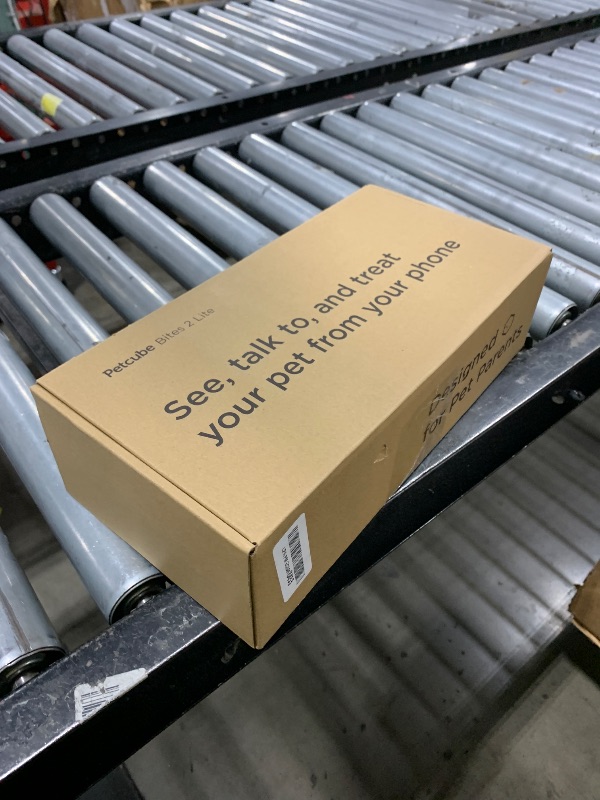 Petcube Bites 2 Lite
See, talk to, and treat
your pet from your phone
Designed
for Pet Parents